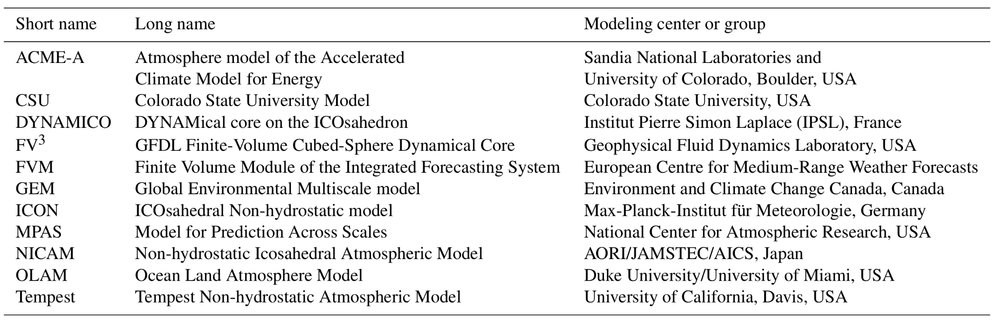 Short name Long name Modeling center or group
ACME-A Atmosphere model of the Accelerated Sandia National Laboratories and
Climate Model for Energy University of Colorado, Boulder, USA
CSU Colorado State University Model Colorado State University, USA
DYNAMICO DYNAMical core on the ICOsahedron Institut Pierre Simon Laplace (IPSL), France
FV³ GFDL Finite-Volume Cubed-Sphere Dynamical Core Geophysical Fluid Dynamics Laboratory, USA
FVM Finite Volume Module of the Integrated Forecasting System European Centre for Medium-Range Weather Forecasts
GEM Global Environmental Multiscale model Environment and Climate Change Canada, Canada
ICON ICOsahedral Non-hydrostatic model Max-Planck-Institut für Meteorologie, Germany
MPAS Model for Prediction Across Scales National Center for Atmospheric Research, USA
NICAM Non-hydrostatic Icosahedral Atmospheric Model AORI/JAMSTEC/AICS, Japan
OLAM Ocean Land Atmosphere Model Duke University/University of Miami, USA
Tempest Tempest Non-hydrostatic Atmospheric Model University of California, Davis, USA